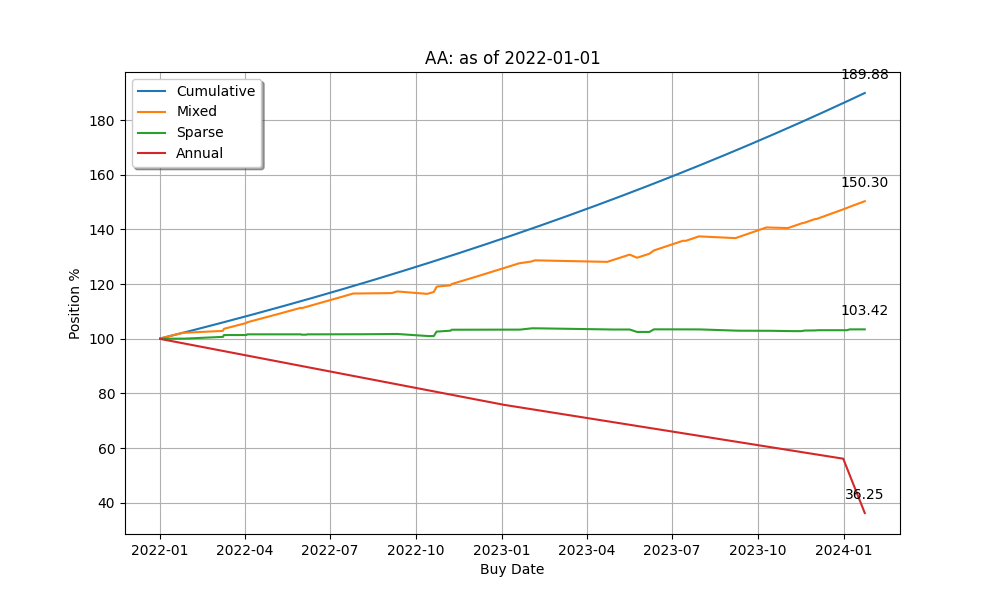 AA: as of 2022-01-01
189.88
Cumulative
Mixed
Sparse
Annual
180
160
150.30
140
120
103.42
100
80
60
40
36.25
Position %
2022-01 2022-04 2022-07 2022-10 2023-01 2023-04 2023-07 2023-10 2024-01
Buy Date